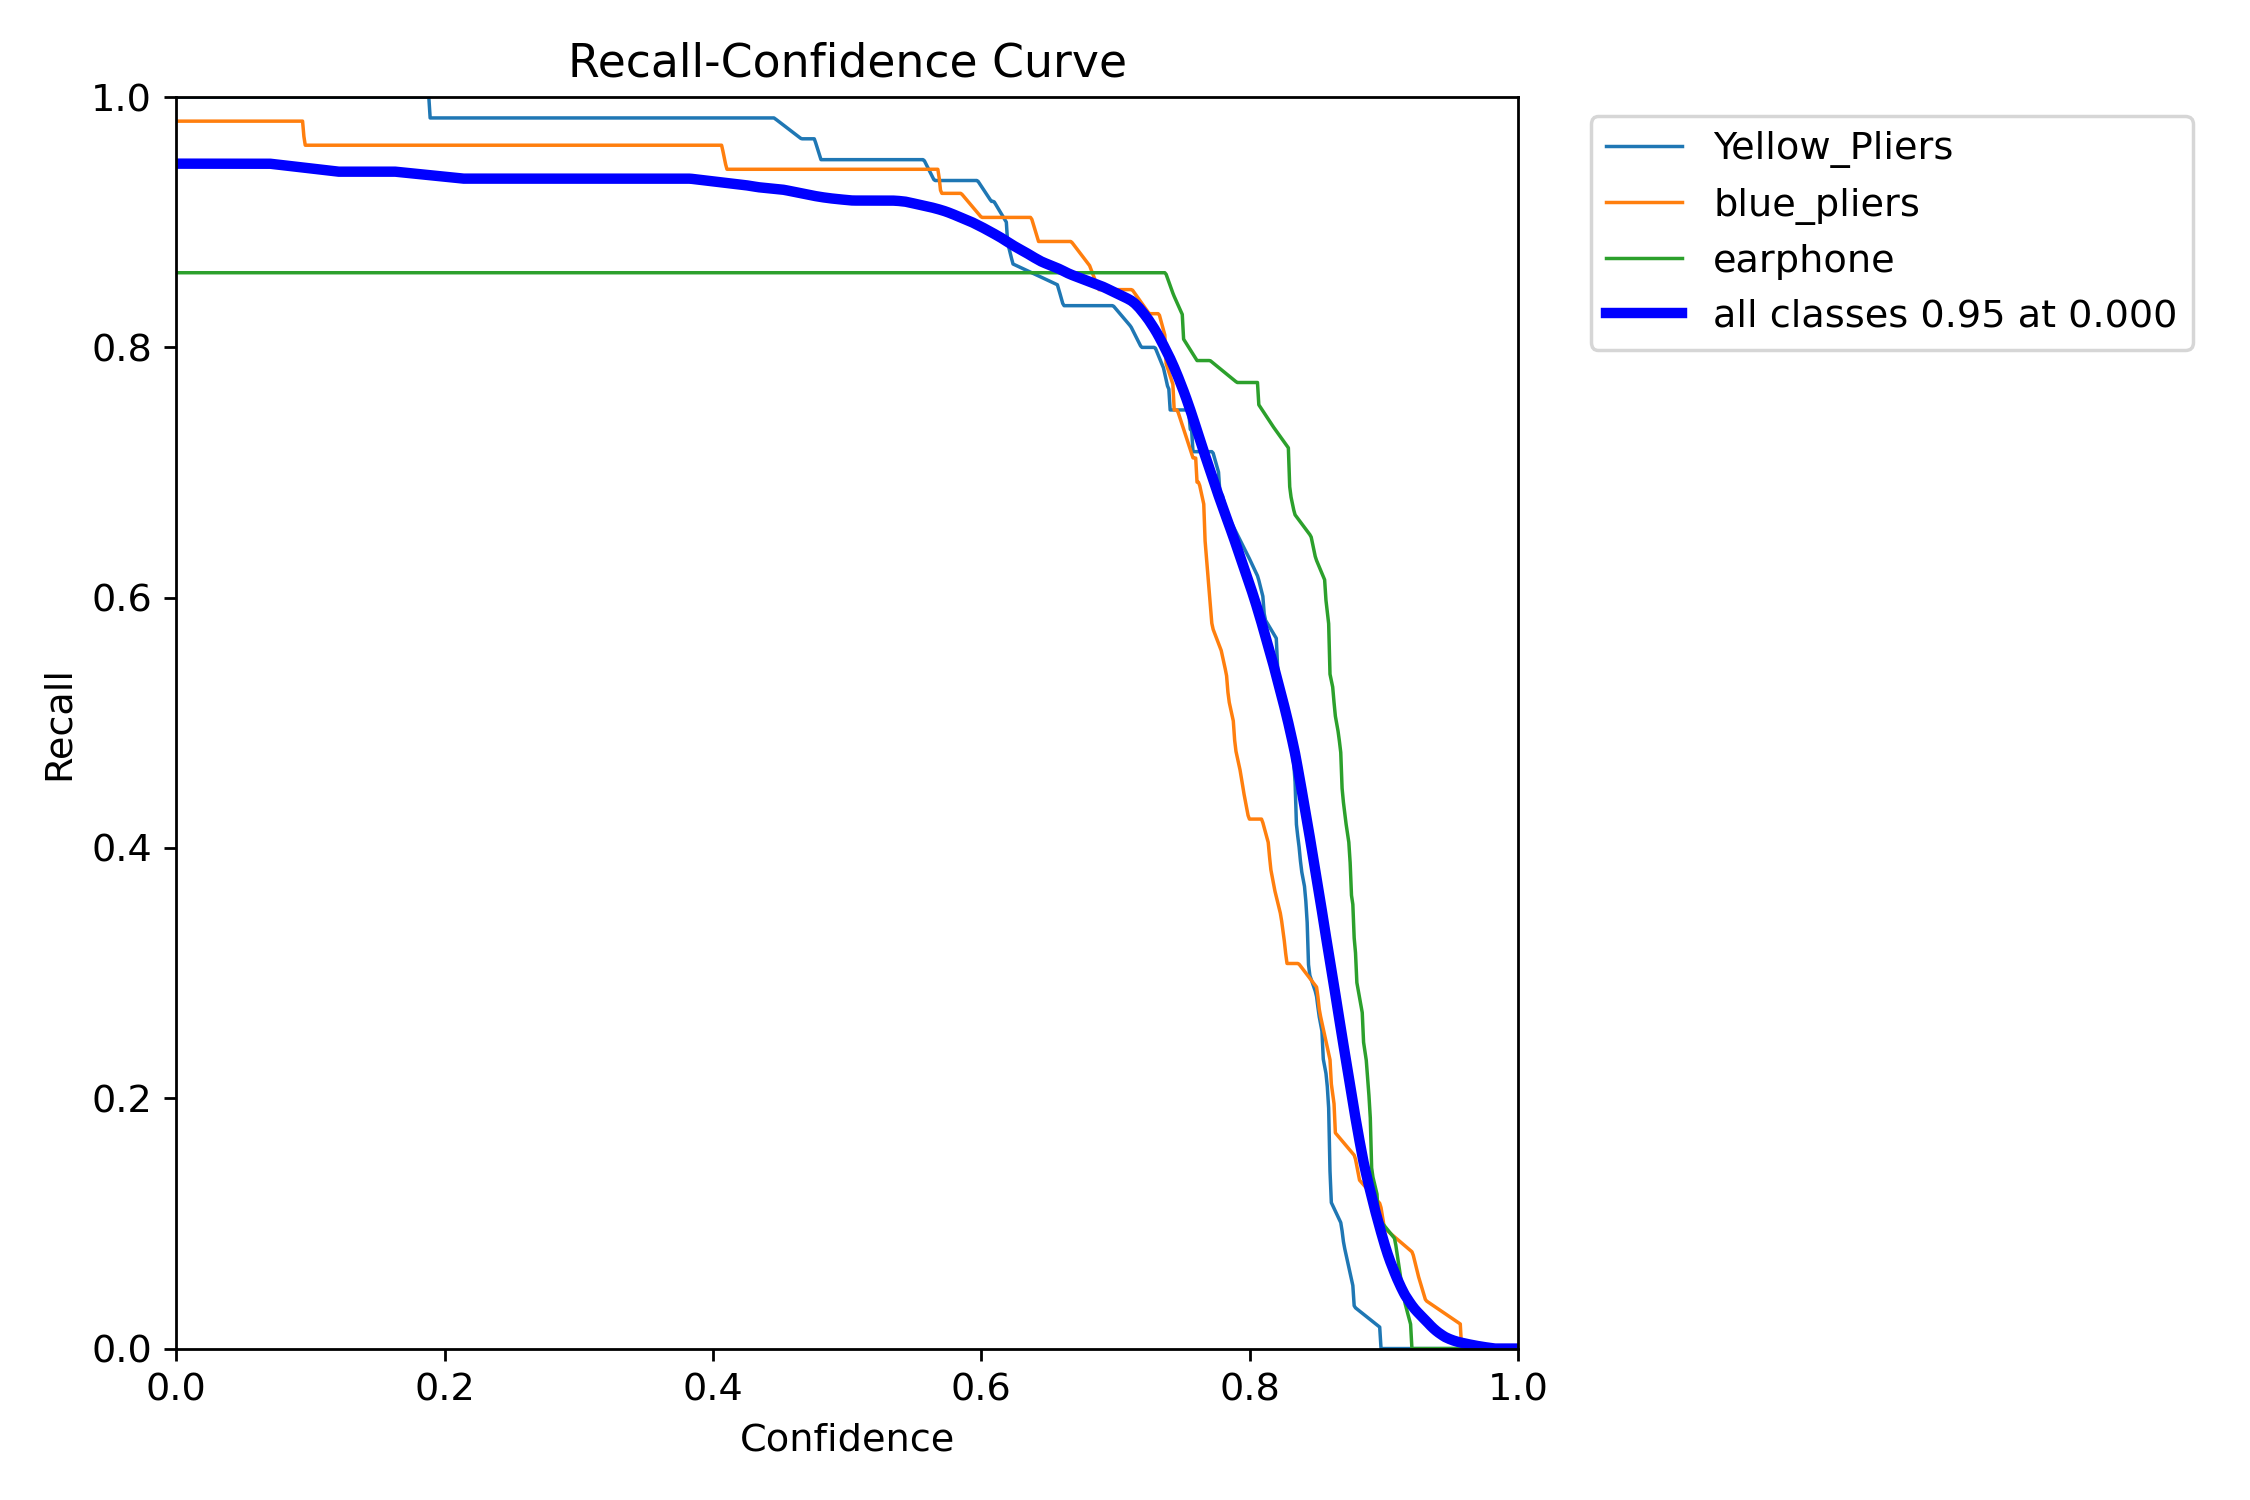 Recall-Confidence Curve
1.0
0.8
0.6
0.4
0.2
0.0
Recall
0.0 0.2 0.4 0.6 0.8 1.0
Confidence
Yellow_Pliers
blue_pliers
earphone
all classes 0.95 at 0.000